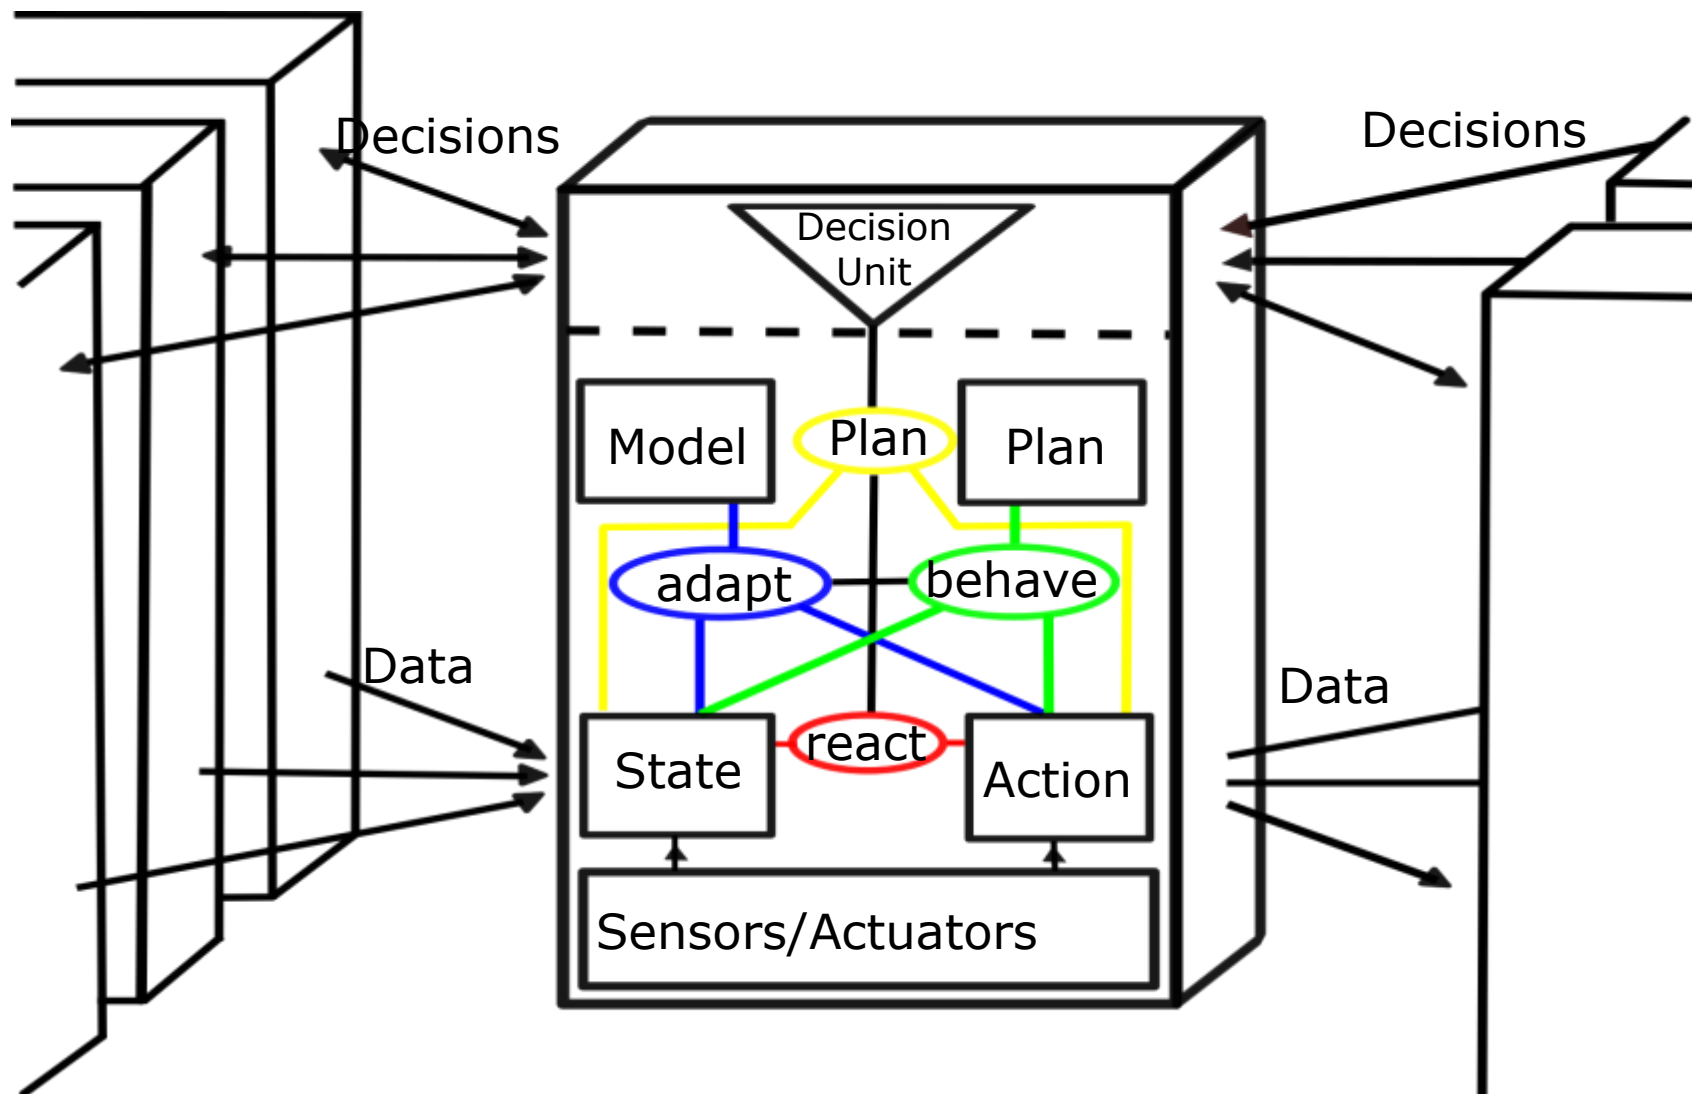 Decisions
Decisions
Decision
Unit
Model
Plan
Plan
adapt
behave
Data
Data
State
react
Action
Sensors/Actuators